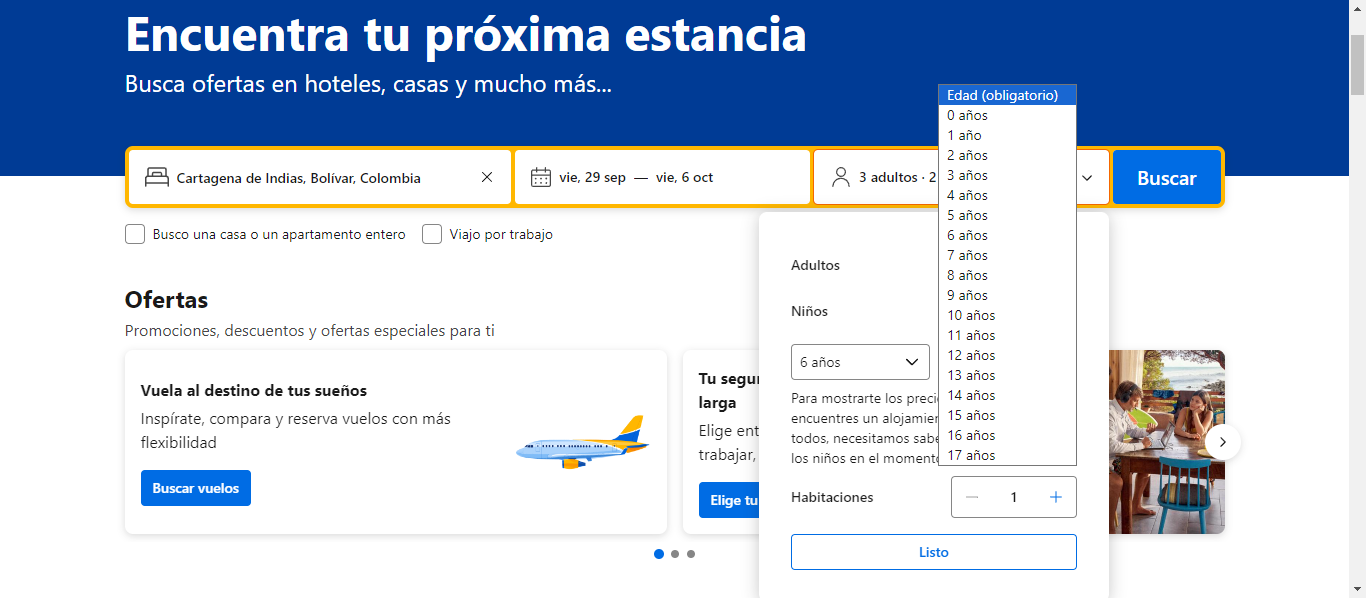 Encuentra tu próxima estancia
Busca ofertas en hoteles, casas y mucho más...
Cartagena de Indias, Bolívar, Colombia
vie, 29 sep — vie, 6 oct
3 adultos · 2
Buscar
Busco una casa o un apartamento entero
Viajo por trabajo
Edad (obligatorio)
0 años
1 año
2 años
3 años
4 años
5 años
6 años
7 años
8 años
9 años
10 años
11 años
12 años
13 años
14 años
15 años
16 años
17 años
Adultos
Niños
6 años
Para mostrarte los
encuentres un
todos, necesitamos
los niños en el
Habitaciones
1
Listo
Ofertas
Promociones, descuentos y ofertas especiales para ti
Vuela al destino de tus sueños
Inspírate, compara y reserva vuelos con más
flexibilidad
Buscar vuelos
Tu
larga
Elige
trabajar,
Elige tu